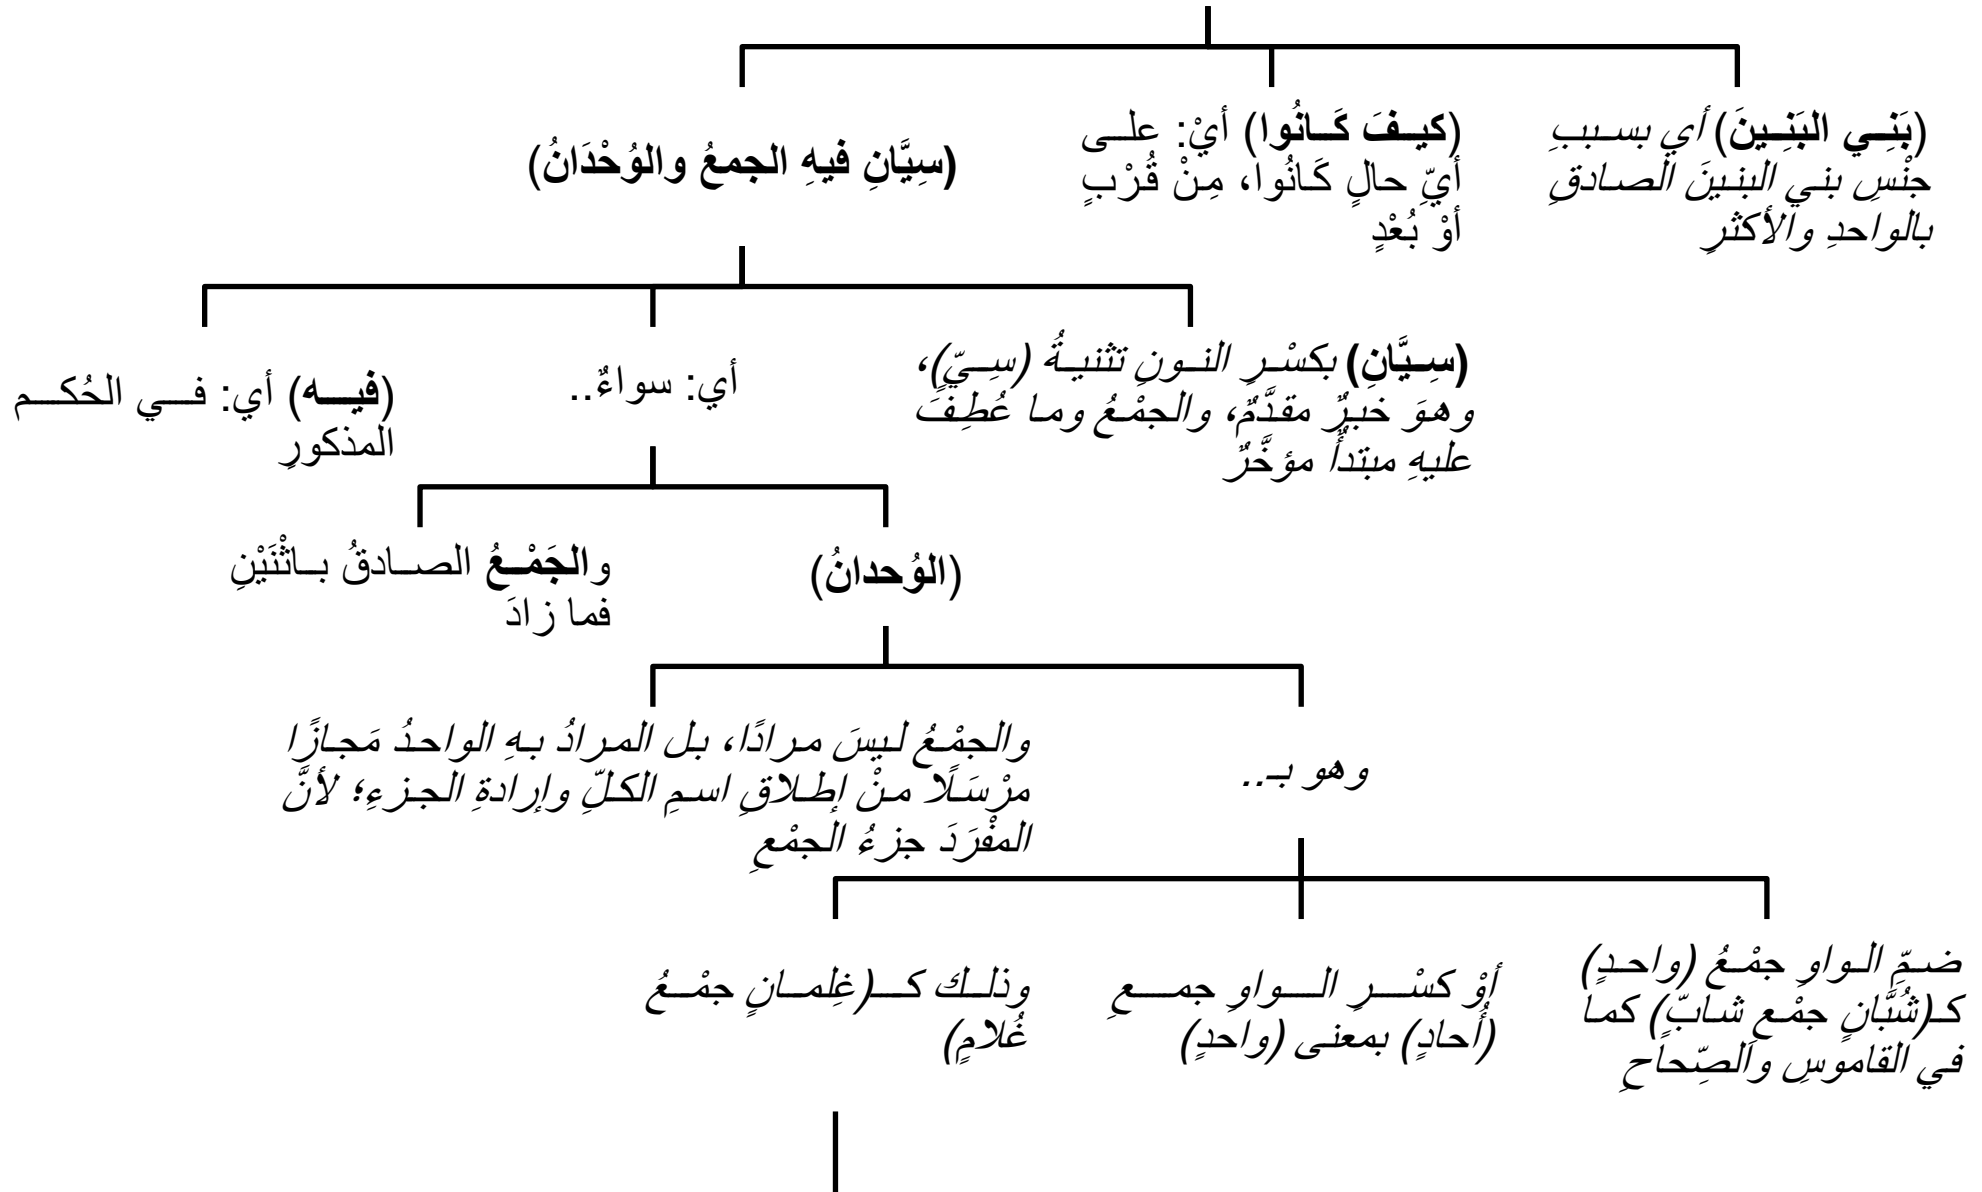 (بَنِي البَنِينَ) أي بسببِ
جنْسِ بني البنينَ الصادقِ
بالواحدِ والأكثرِ
(كيفَ كَانُوا) أيْ: على
أيِّ حالٍ كَانُوا، مِنْ قُرْبٍ
أوْ بُعْدٍ
(سِيَّانِ فيهِ الجمعُ والوُحْدَانُ)
(سِيَّانِ) بكسْرِ النونِ تثنيةُ (سِيّ)،
وهوَ خبرٌ مقدَّمٌ، والجمْعُ وما عُطِفَ
عليهِ مبتدأٌ مؤخَّرٌ
أي: سواءٌ..
(فيه) أي: في الحُكم
المذكورِ
(الوُحدانُ)
والجَمْعُ الصادقُ باثْنَيْنِ
فما زادَ
وهو بـ..
والجمْعُ ليسَ مرادًا، بل المرادُ بهِ الواحدُ مَجازًا
مرْسَلًا منْ إطلاقِ اسمِ الكلِّ وإرادةِ الجزءِ؛ لأنَّ
المفْرَدَ جزءُ الجمْعِ
ضمِّ الواوِ جمْعُ (واحدٍ)
كـ(شُبَّانٍ جمْعِ شابّ) كما
في القاموسِ والصِّحاحِ
أوْ كسْرِ الواوِ جمعِ
(أُحادٍ) بمعنى (واحدٍ)
وذلك كـ(غِلمانٍ جمْعُ
غُلامٍ)